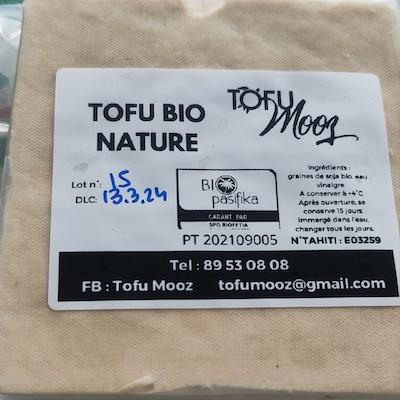 TOFU BIO
NATURE
TOFU
Mooz
Lot n°: 15
DLC: 13.3.24
BIO
pasifika
GARANT PAR
SPG BIOFETIA
PT 202109005
Ingrédients :
graines de soja bio, eau,
vinaigre
A conserver à +4°C
Après ouverture, se
conserve 15 jours
immergé dans l'eau,
changer tous les jours.
N°TAHITI : E03259
Tel : 89 53 08 08
FB : Tofu Mooz tofumooz@gmail.com